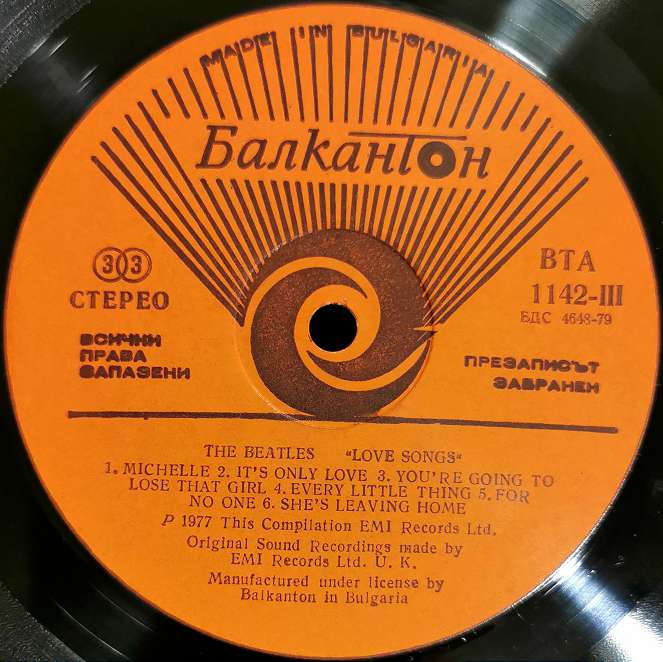 MADE IN BULGARIA
Балкантон
33
СТЕРЕО
ВСИЧКИ
ПРАВА
ЗАПАЗЕНИ
ВТА
1142-III
БДС 4648-79
ПРЕЗАПИСЪТ
ЗАБРАНЕН
THE BEATLES "LOVE SONGS"
1. MICHELLE 2. IT'S ONLY LOVE 3. YOU'RE GOING TO
LOSE THAT GIRL 4. EVERY LITTLE THING 5. FOR
NO ONE 6. SHE'S LEAVING HOME
P 1977 This Compilation EMI Records Ltd.
Original Sound Recordings made by
EMI Records Ltd. U. K.
Manufactured under license by
Balkanton in Bulgaria